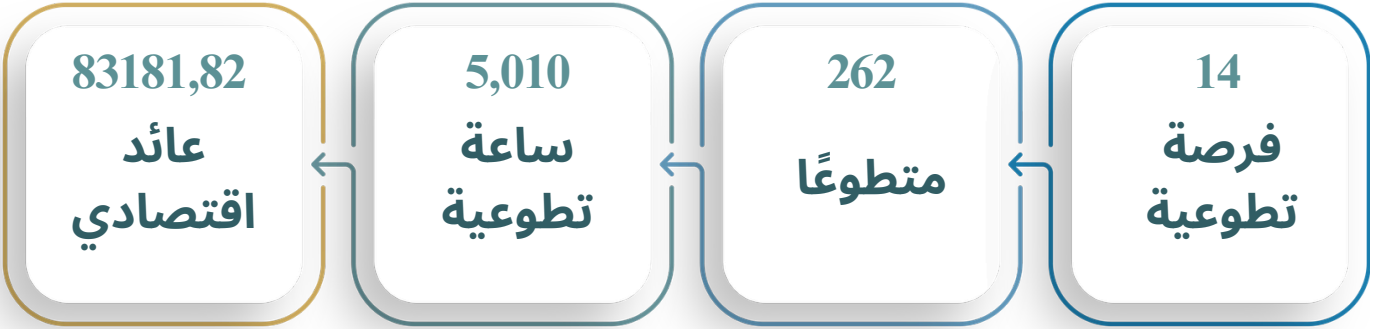 14
فرصة
تطوعية
262
متطوعًا
5,010
ساعة
تطوعية
83181,82
عائد
اقتصادي